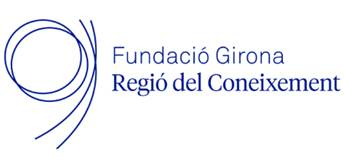 Fundació Girona
Regió del Coneixement